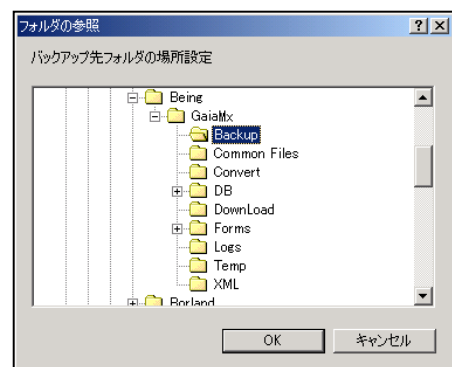 フォルダの参照
バックアップ先フォルダの場所設定
Being
GaiaMx
Backup
Common Files
Convert
DB
DownLoad
Forms
Logs
Temp
XML
Borland
OK
キャンセル